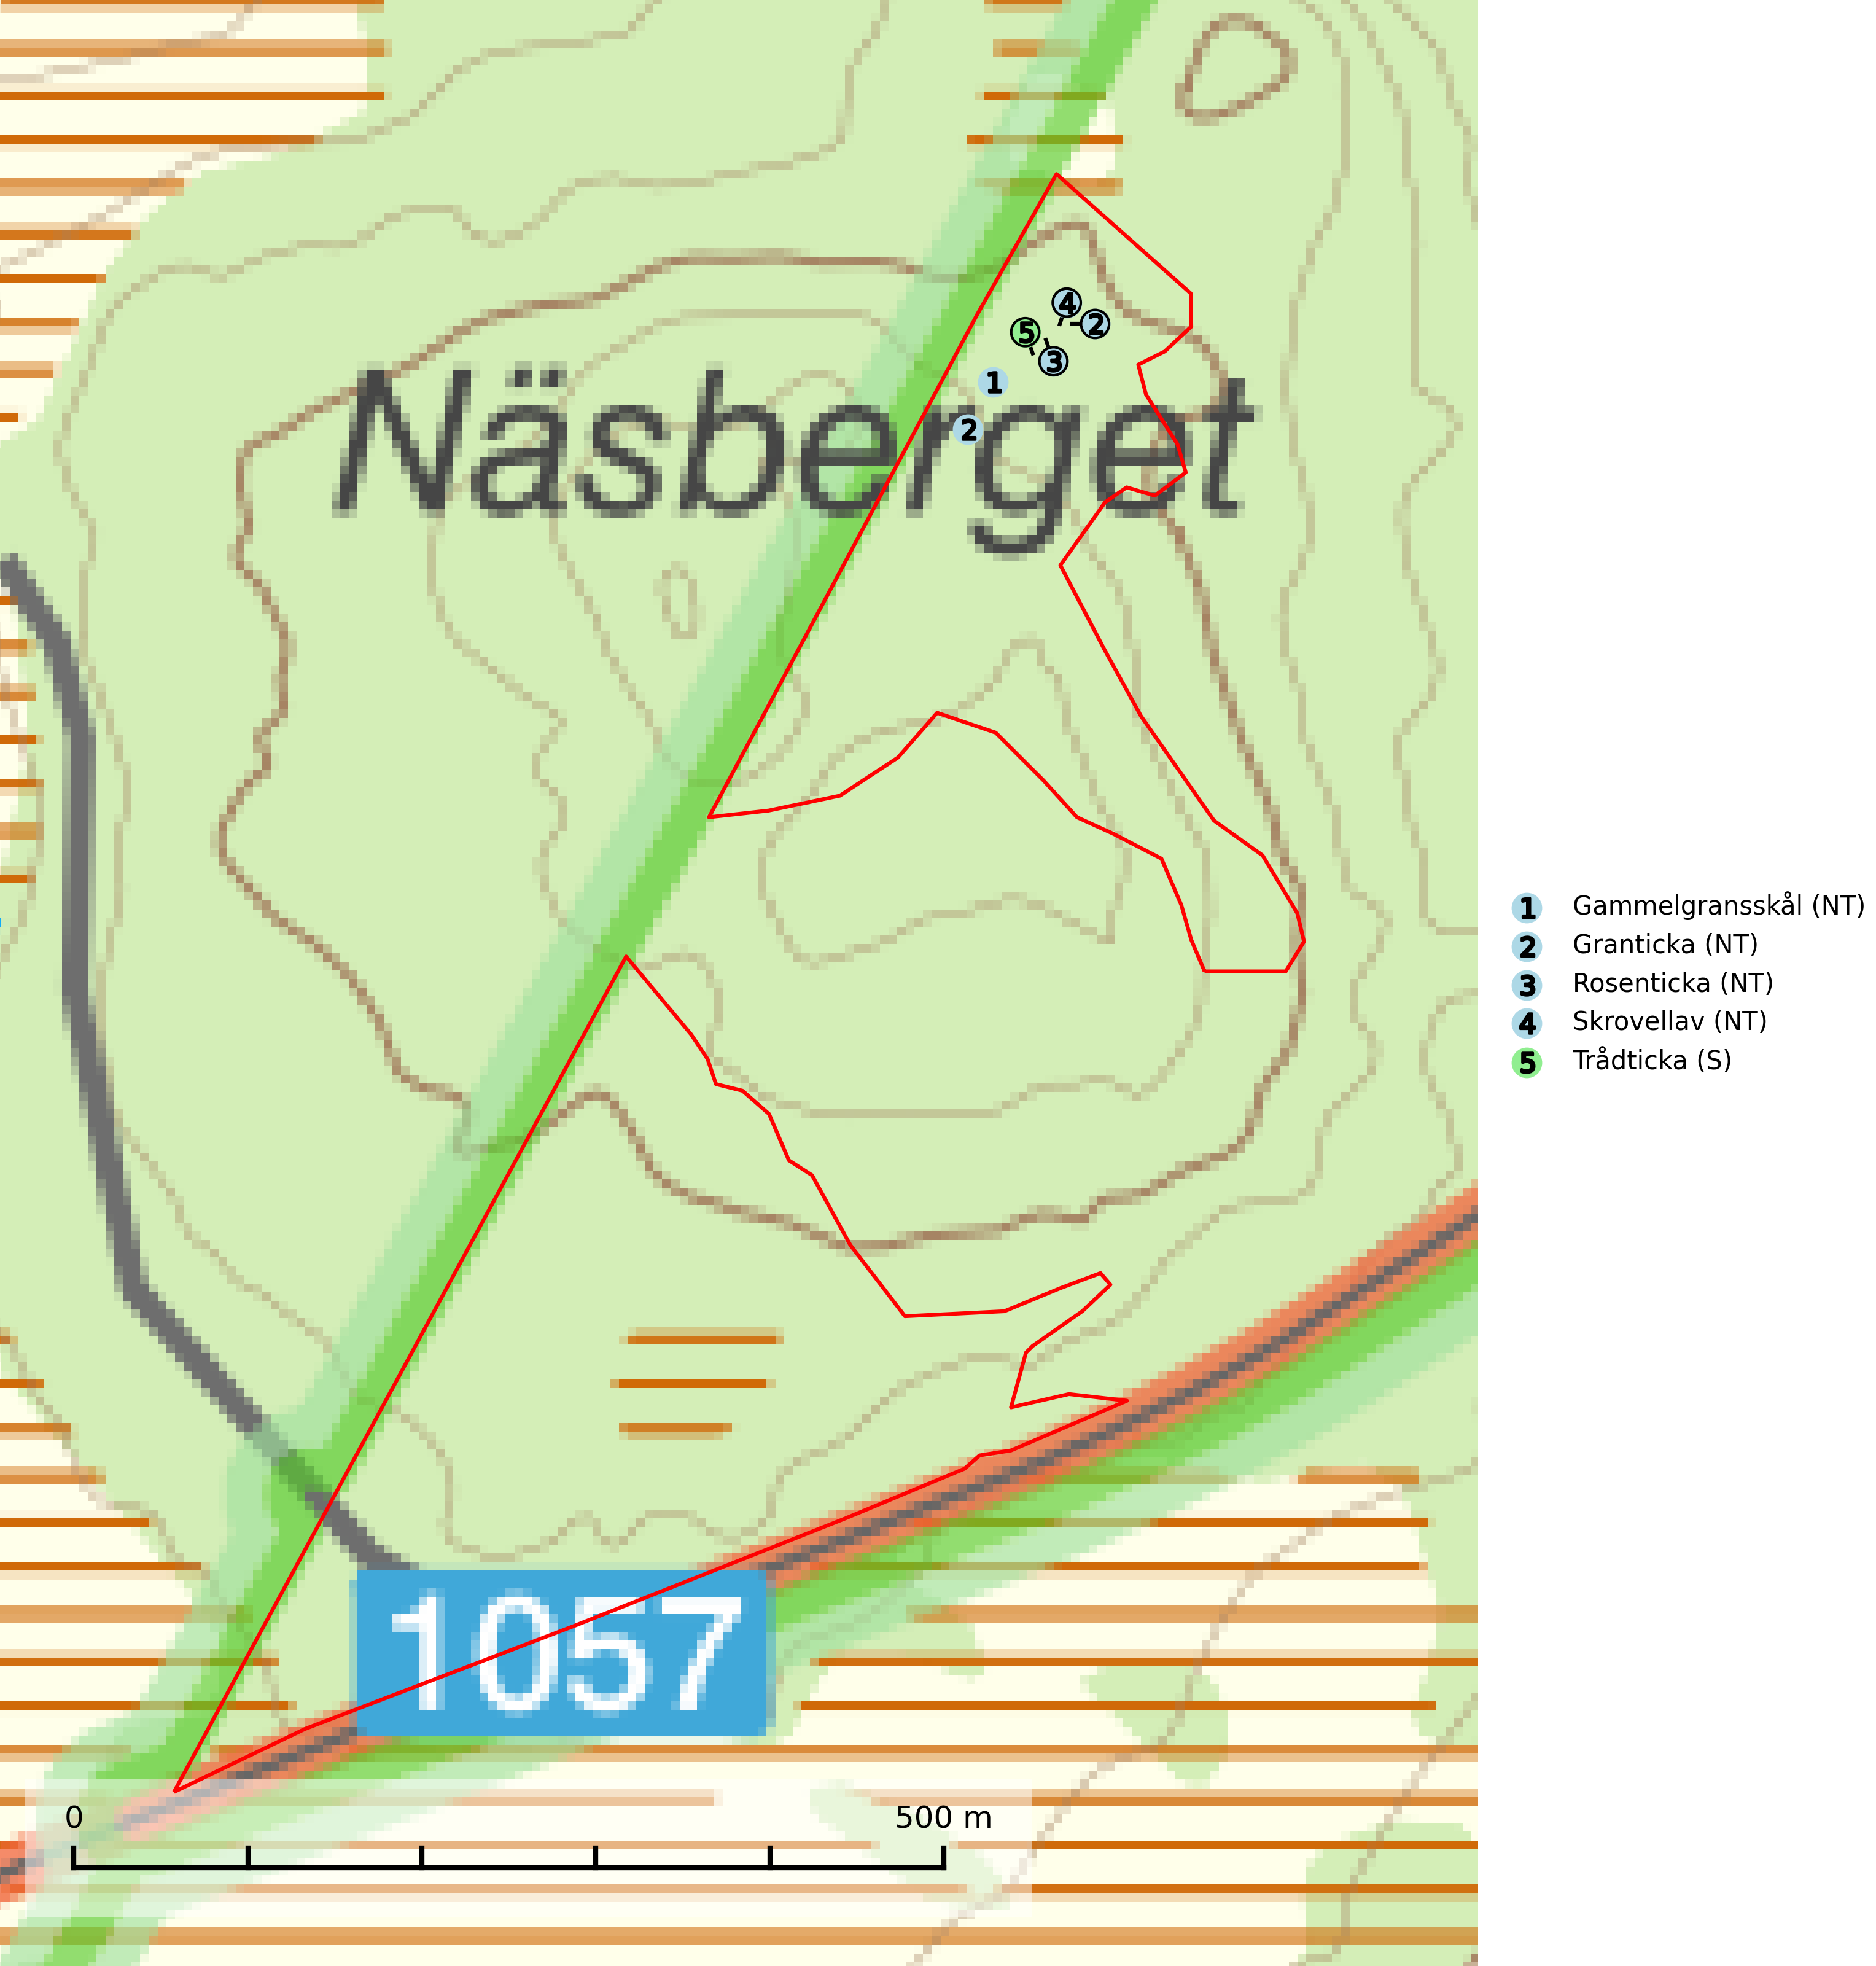 4
2
5
3
1
2
Näsberget
1 Gammelgransskål (NT)
2 Granticka (NT)
3 Rosenticka (NT)
4 Skrovellav (NT)
5 Trådticka (S)
1057
0 500 m